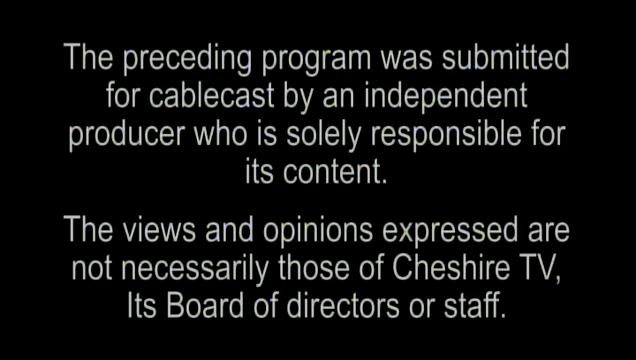 The preceding program was submitted
for cablecast by an independent
producer who is solely responsible for
its content.
The views and opinions expressed are
not necessarily those of Cheshire TV,
Its Board of directors or staff.